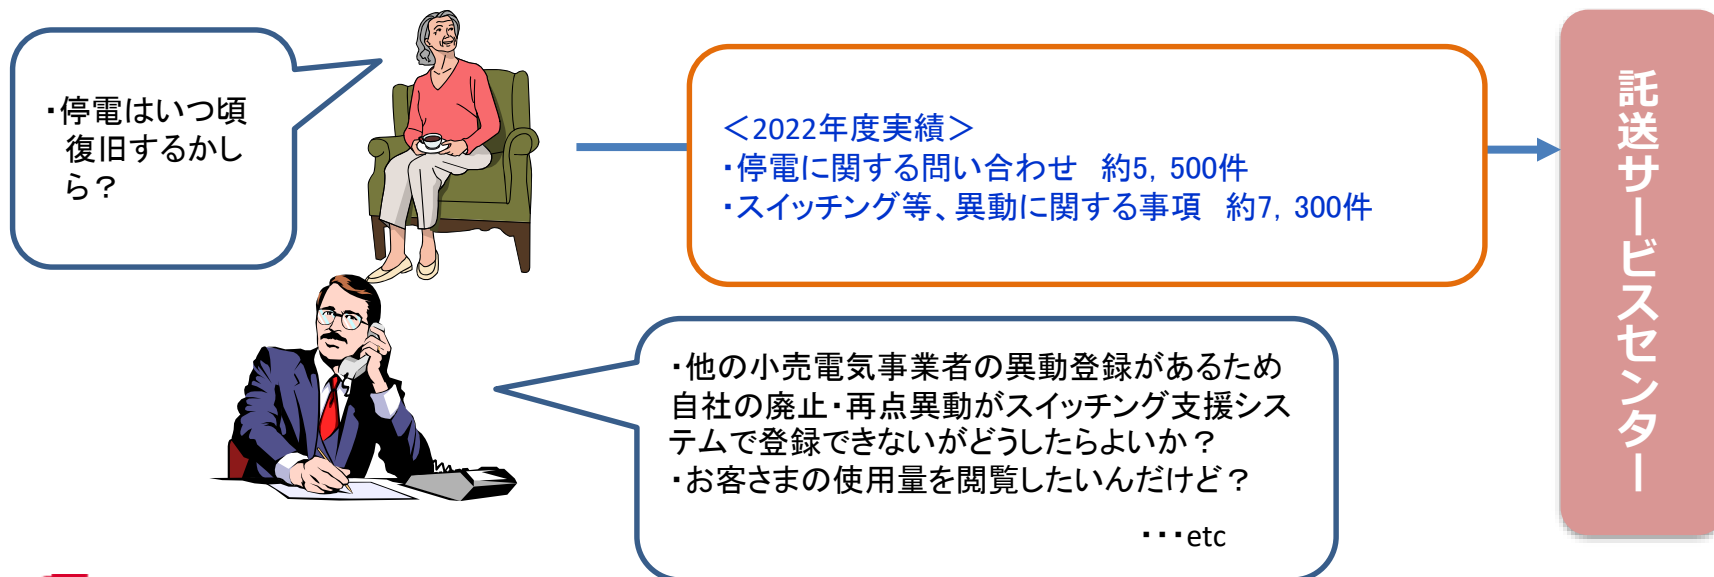 ・停電はいつ頃
復旧するかし
ら？
＜2022年度実績＞
・停電に関する問い合わせ　約5，500件
・スイッチング等、異動に関する事項　約7，300件
・他の小売電気事業者の異動登録があるため
自社の廃止・再点異動がスイッチング支援シス
テムで登録できないがどうしたらよいか？
・お客さまの使用量を閲覧したいんだけど？
・・・etc
託送サービスセンター